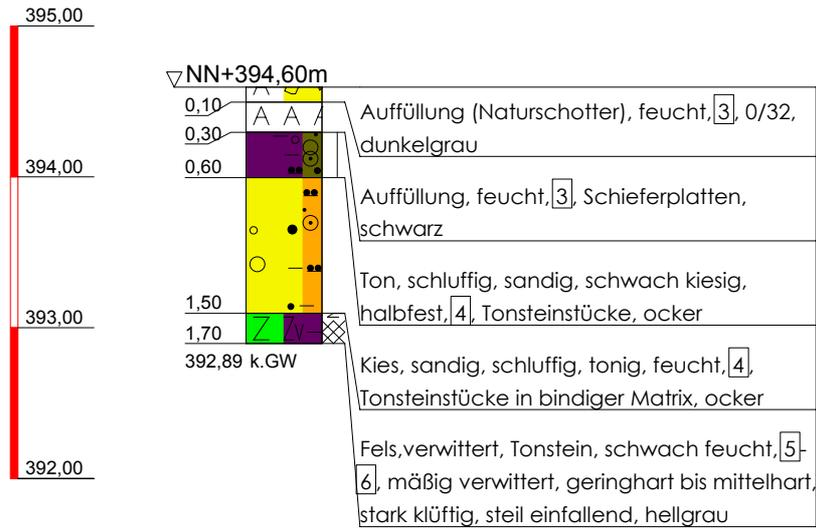 395,00
NN+394,60m
0,10
A A A
0,30
0,60
394,00
1,50
393,00
Z Zv
1,70
392,89 k.GW
392,00
Auffüllung (Naturschotter), feucht, 3, 0/32,
dunkelgrau
Auffüllung, feucht, 3, Schieferplatten,
schwarz
Ton, schluffig, sandig, schwach kiesig,
halbfest, 4, Tonsteinstücke, ocker
Kies, sandig, schluffig, tonig, feucht, 4,
Tonsteinstücke in bindiger Matrix, ocker
Fels,verwittert, Tonstein, schwach feucht, 5-
6, mäßig verwittert, geringhart bis mittelhart,
stark klüftig, steil einfallend, hellgrau